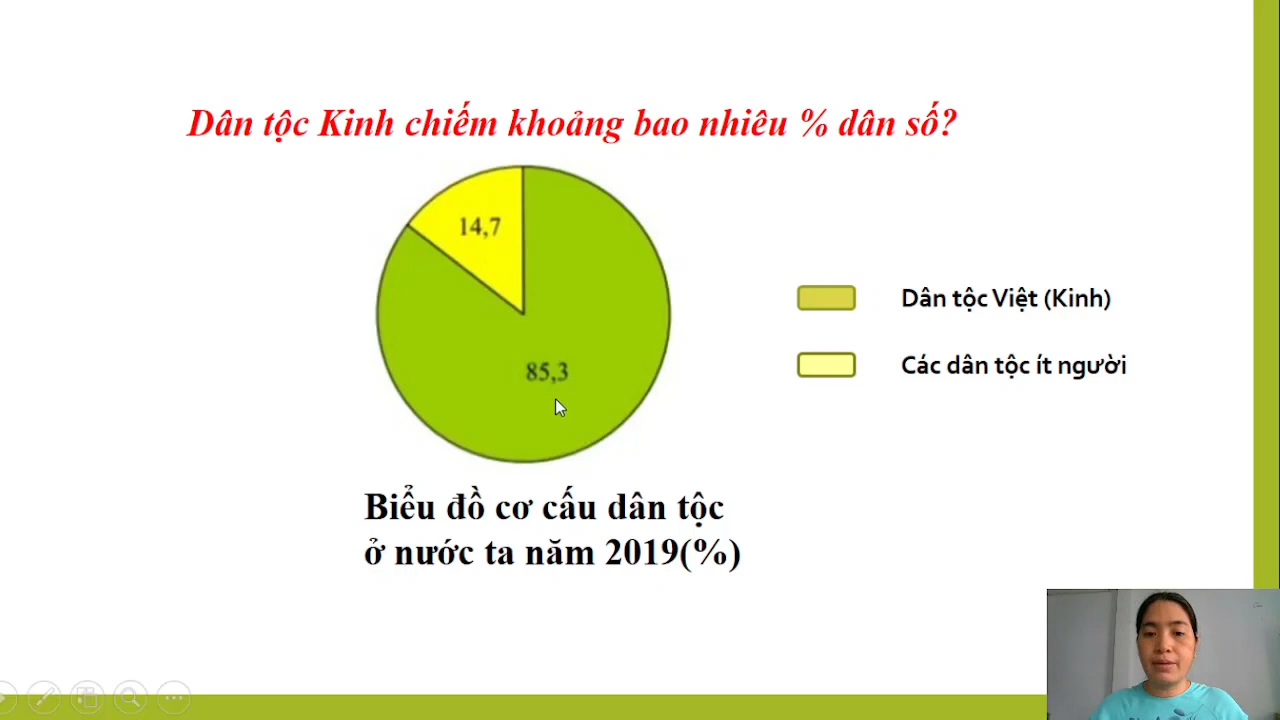 Dân tộc Kinh chiếm khoảng bao nhiêu % dân số?
14,7
85,3
Dân tộc Việt (Kinh)
Các dân tộc ít người
Biểu đồ cơ cấu dân tộc
ở nước ta năm 2019(%)